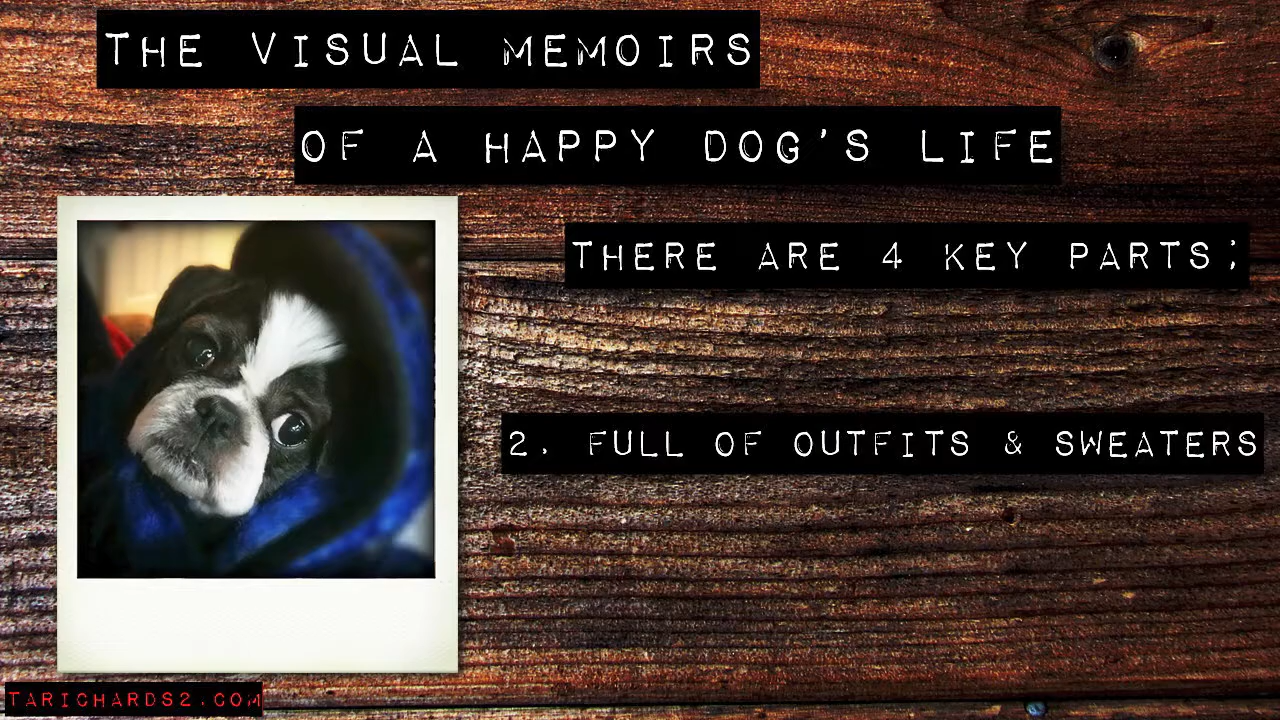 THE VISUAL MEMOIRS
OF A HAPPY DOG'S LIFE
THERE ARE 4 KEY PARTS;
2. FULL OF OUTFITS & SWEATERS
TARICHARDS2.COM